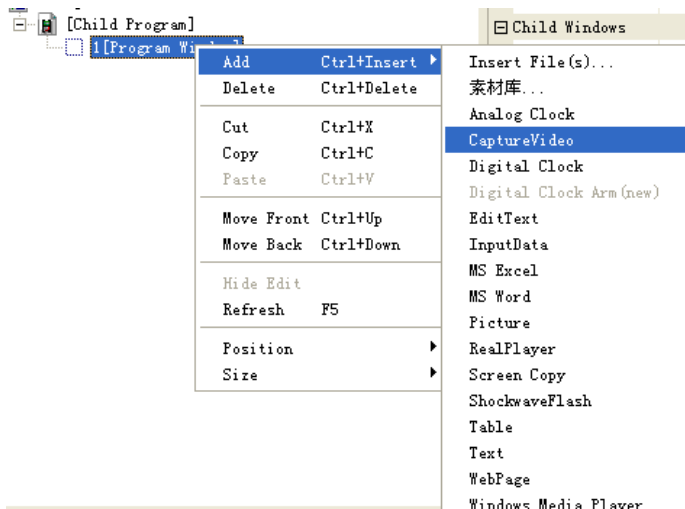 [Child Program]
Child Windows
1[Program
Add Ctrl+Insert
Delete Ctrl+Delete
Cut Ctrl+X
Copy Ctrl+C
Paste Ctrl+V
Move Front Ctrl+Up
Move Back Ctrl+Down
Hide Edit
Refresh F5
Position
Size
Insert File(s)...
素材库...
Analog Clock
CaptureVideo
Digital Clock
Digital Clock Arm(new)
EditText
InputData
MS Excel
MS Word
Picture
RealPlayer
Screen Copy
ShockwaveFlash
Table
Text
WebPage
Windows Media Player